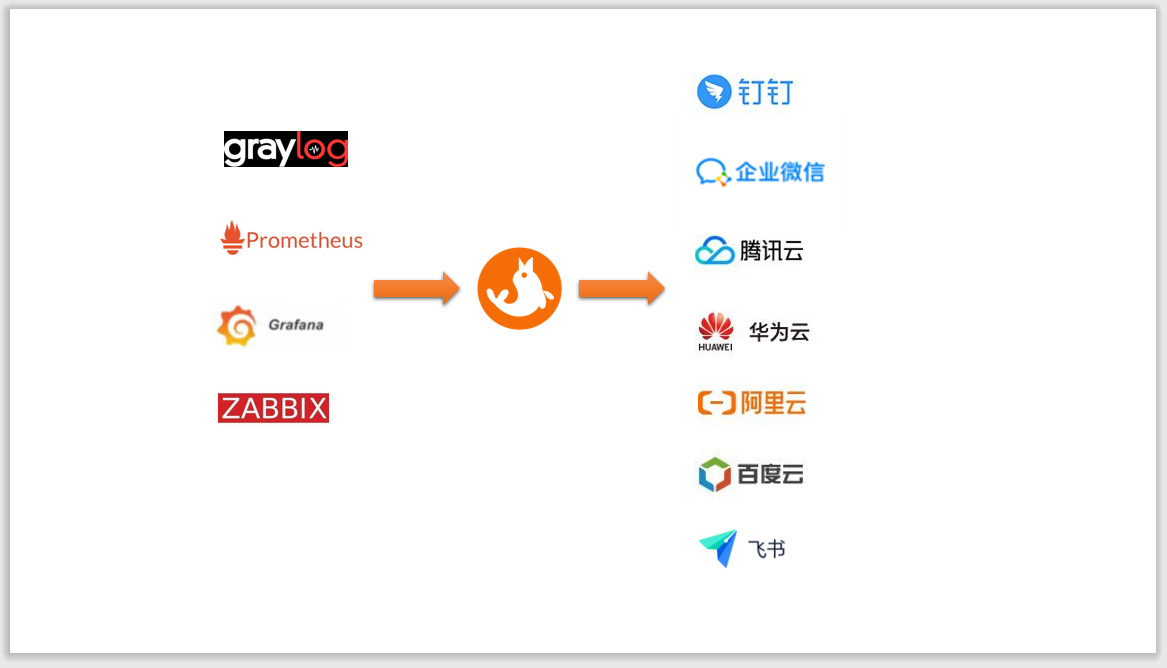 graylog
Prometheus
Grafana
ZABBIX
钉钉
企业微信
腾讯云
HUAWEI 华为云
阿里云
百度云
飞书